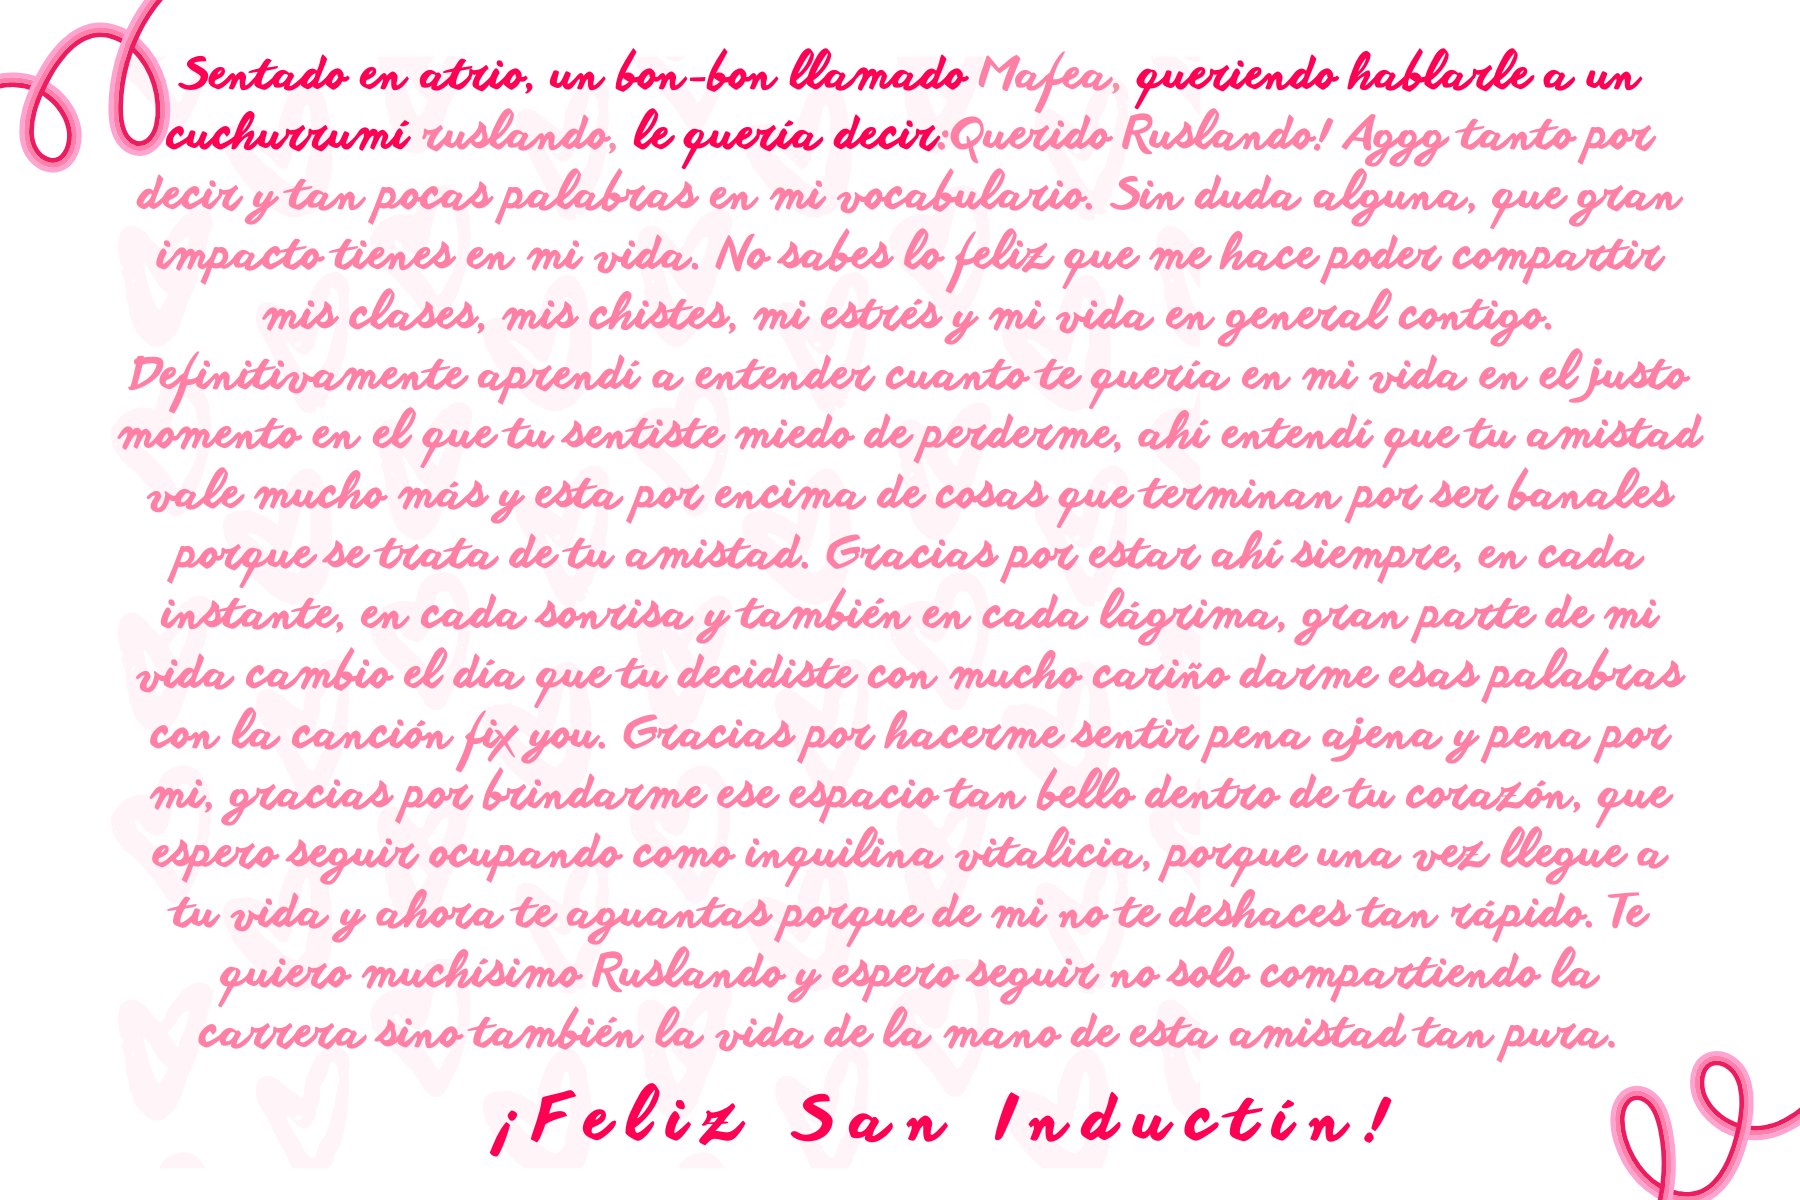 Sentado en atrio, un bon-bon llamado Mafea, queriendo hablarle a un
cuchurrumí ruslando, le quería decir:Querido Ruslando! Aggg tanto por
decir y tan pocas palabras en mi vocabulario. Sin duda alguna, que gran
impacto tienes en mi vida. No sabes lo feliz que me hace poder compartir
mis clases, mis chistes, mi estrés y mi vida en general contigo.
Definitivamente aprendí a entender cuanto te quería en mi vida en el justo
momento en el que tu sentiste miedo de perderme, ahí entendí que tu amistad
vale mucho más y esta por encima de cosas que terminan por ser banales
porque se trata de tu amistad. Gracias por estar ahí siempre, en cada
instante, en cada sonrisa y también en cada lágrima, gran parte de mi
vida cambio el día que tu decidiste con mucho cariño darme esas palabras
con la canción fix you. Gracias por hacerme sentir pena ajena y pena por
mi, gracias por brindarme ese espacio tan bello dentro de tu corazón, que
espero seguir ocupando como inquilina vitalicia, porque una vez llegue a
tu vida y ahora te aguantas porque de mi no te deshaces tan rápido. Te
quiero muchísimo Ruslando y espero seguir no solo compartiendo la
carrera sino también la vida de la mano de esta amistad tan pura.
¡Feliz San Inductín!